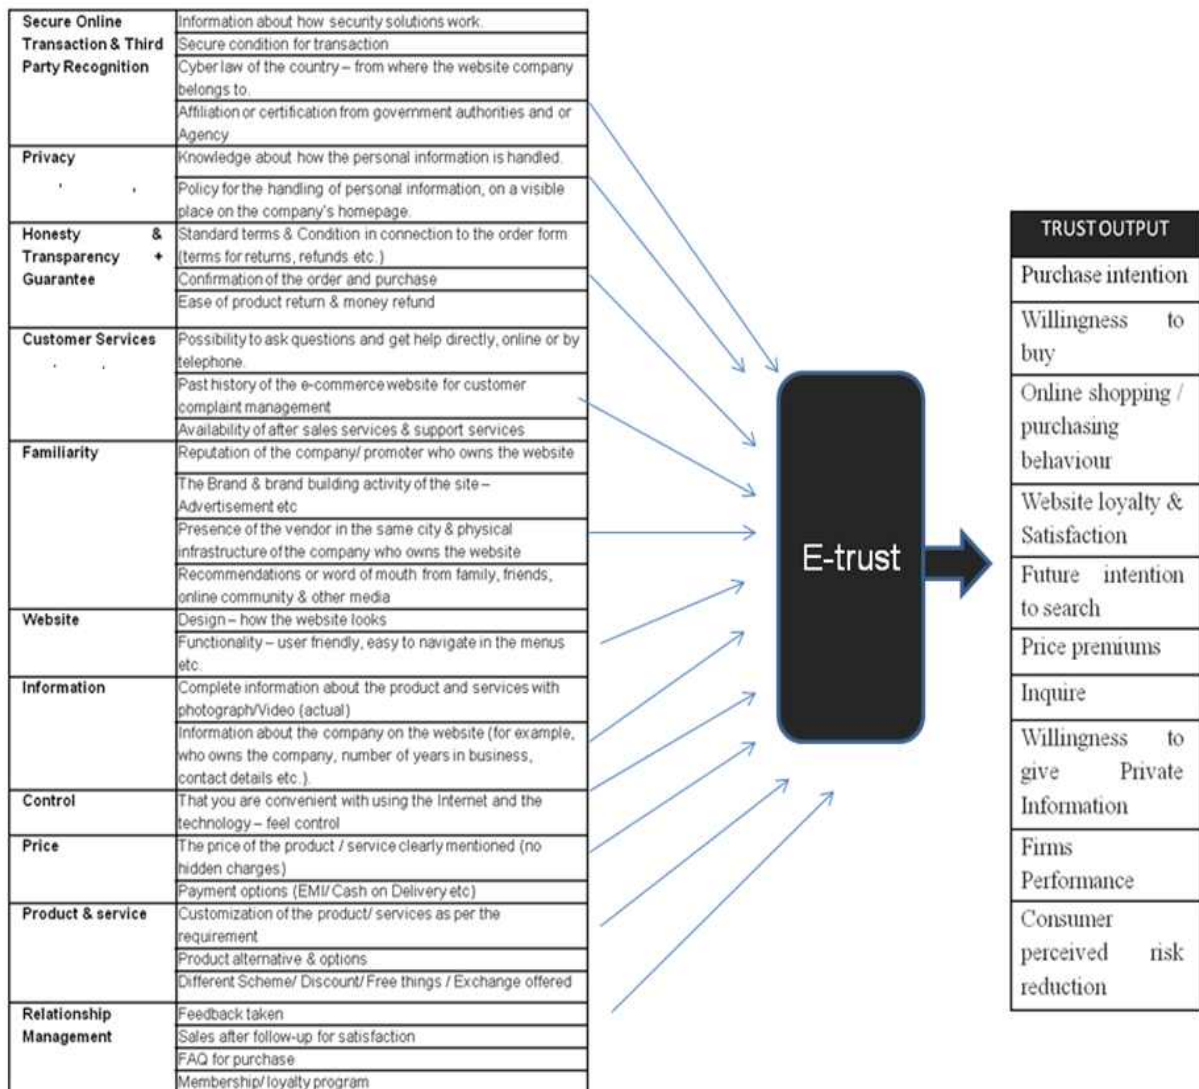 Secure Online
Transaction & Third
Party Recognition
Information about how security solutions work.
Secure condition for transaction
Cyber law of the country – from where the website company
belongs to.
Affiliation or certification from government authorities and or
Agency
Privacy
Knowledge about how the personal information is handled.
Policy for the handling of personal information, on a visible
place on the company's homepage.
Honesty &
Transparency +
Guarantee
Standard terms & Condition in connection to the order form
(terms for returns, refunds etc.)
Confirmation of the order and purchase
Ease of product return & money refund
Customer Services
Possibility to ask questions and get help directly, online or by
telephone.
Past history of the e-commerce website for customer
complaint management
Availability of after sales services & support services
Familiarity
Reputation of the company/ promoter who owns the website
The Brand & brand building activity of the site –
Advertisement etc
Presence of the vendor in the same city & physical
infrastructure of the company who owns the website
Recommendations or word of mouth from family, friends,
online community & other media
Website
Design – how the website looks
Functionality – user friendly, easy to navigate in the menus
etc.
Information
Complete information about the product and services with
photograph/Video (actual)
Information about the company on the website (for example,
who owns the company, number of years in business,
contact details etc.).
Control
That you are convenient with using the Internet and the
technology – feel control
Price
The price of the product / service clearly mentioned (no
hidden charges)
Payment options (EMI/ Cash on Delivery etc)
Product & service
Customization of the product/ services as per the
requirement
Product alternative & options
Different Scheme/ Discount/ Free things / Exchange offered
Relationship
Management
Feedback taken
Sales after follow-up for satisfaction
FAQ for purchase
Membership/ loyalty program
E-trust
TRUST OUTPUT
Purchase intention
Willingness to
buy
Online shopping /
purchasing
behaviour
Website loyalty &
Satisfaction
Future intention
to search
Price premiums
Inquire
Willingness to
give Private
Information
Firms
Performance
Consumer
perceived risk
reduction